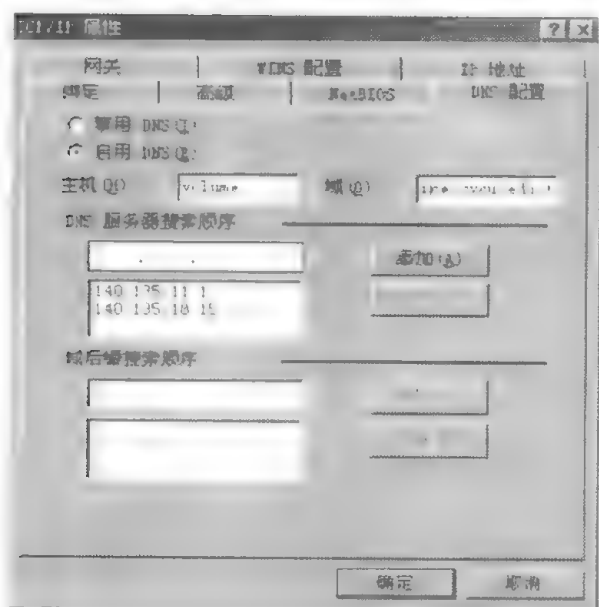 TCP/IP 属性
网关 WINS 配置 IP 地址
绑定 高级 NetBIOS DNS 配置
禁用 DNS(I)
启用 DNS(E)
主机(H) volume 域(O)
DNS 服务器搜索顺序
添加(A)
140.135.11.1
140.135.18.15
域后缀搜索顺序
确定 取消